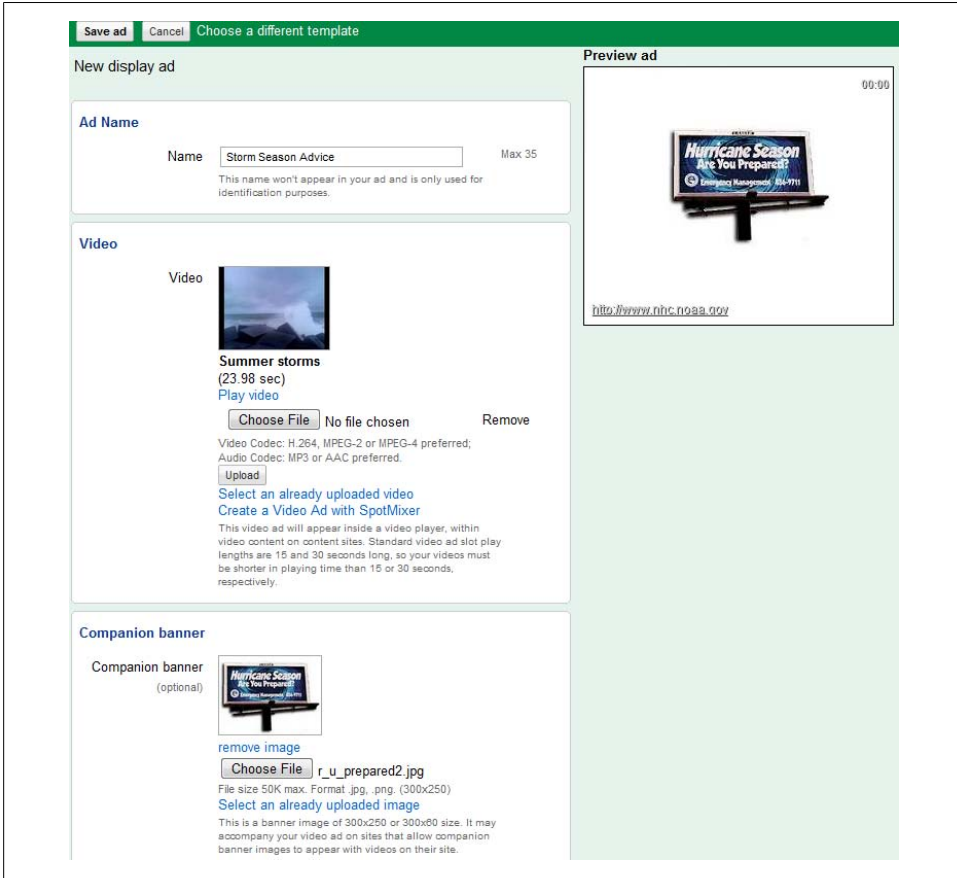 Save ad Cancel Choose a different template
New display ad
Ad Name
Name Storm Season Advice Max 35
This name won't appear in your ad and is only used for
identification purposes.
Video
Video
Summer storms
(23.98 sec)
Play video
Choose File No file chosen Remove
Video Codec: H.264, MPEG-2 or MPEG-4 preferred;
Audio Codec: MP3 or AAC preferred.
Upload
Select an already uploaded video
Create a Video Ad with SpotMixer
This video ad will appear inside a video player, within
video content on content sites. Standard video ad slot play
lengths are 15 and 30 seconds long, so your videos must
be shorter in playing time than 15 or 30 seconds,
respectively.
Companion banner
Companion banner
(optional)
Hurricane Season
Are You Prepared?
Emergency Management
remove image
Choose File r_u_prepared2.jpg
File size 50K max. Format .jpg, .png. (300x250)
Select an already uploaded image
This is a banner image of 300x250 or 300x60 size. It may
accompany your video ad on sites that allow companion
banner images to appear with videos on their site.
Preview ad
00:00
Hurricane Season
Are You Prepared?
Emergency Management
http://www.nhc.noaa.gov